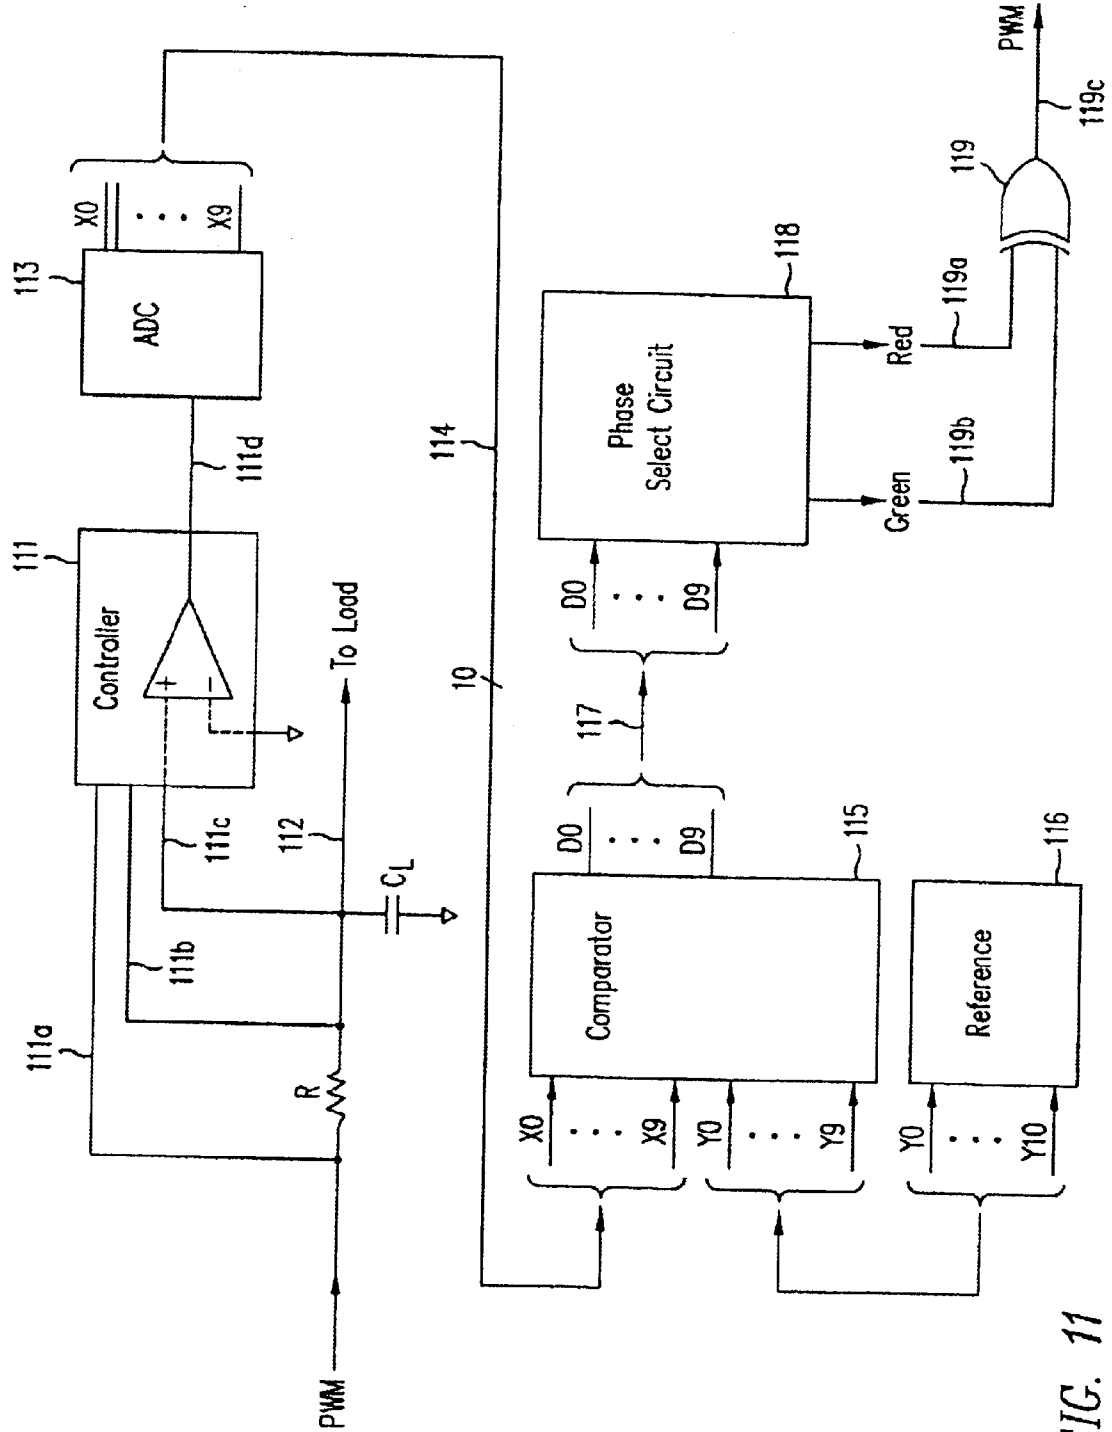 PWM
111a
R
111b
111c
112
CL
To Load
Controller
+
−
111
111d
ADC
113
X0
. . .
X9
114
10
X0
. . .
X9
Y0
. . .
Y9
Comparator
115
D0
. . .
D9
117
D0
. . .
D9
Phase
Select Circuit
118
Green
Red
119b
119a
119
PWM
119c
Y0
. . .
Y10
Reference
116
FIG. 11